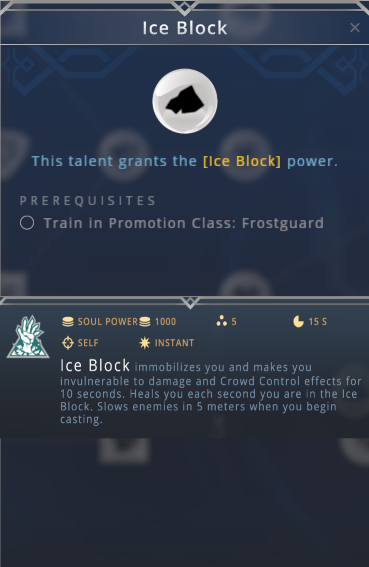 Ice Block
This talent grants the [Ice Block] power.
PREREQUISITES
Train in Promotion Class: Frostguard
SOUL POWER 1000 5 15 S
SELF INSTANT
Ice Block immobilizes you and makes you
invulnerable to damage and Crowd Control effects for
10 seconds. Heals you each second you are in the Ice
Block. Slows enemies in 5 meters when you begin
casting.